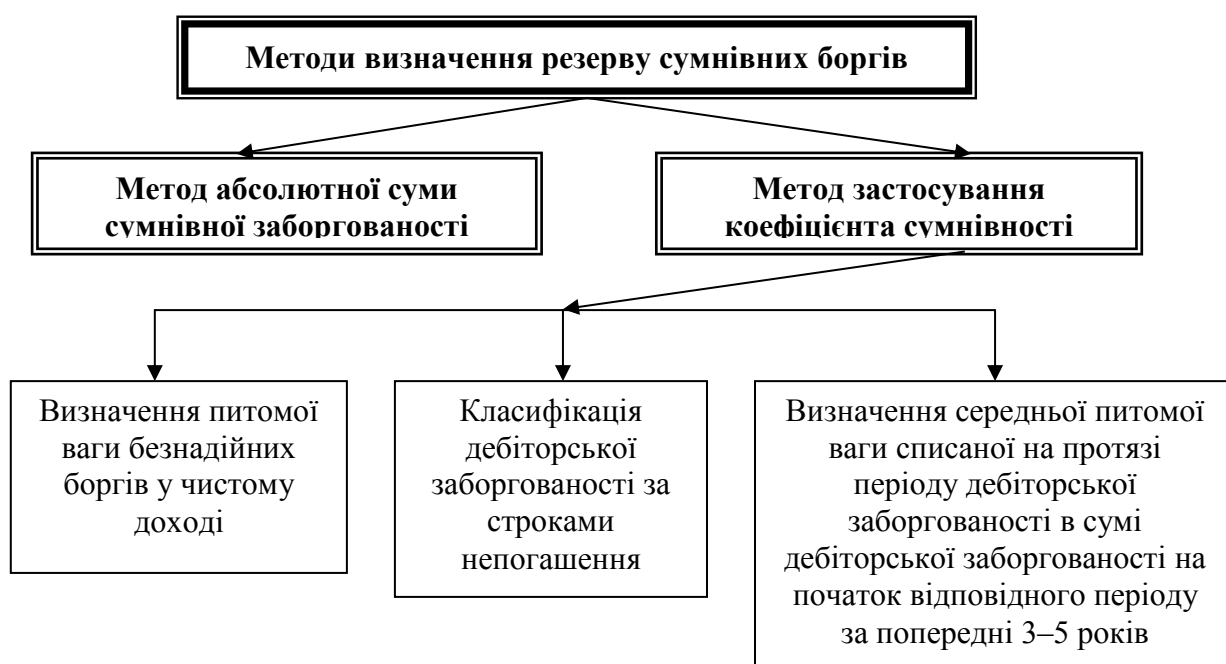 Методи визначення резерву сумнівних боргів
Метод абсолютної суми
сумнівної заборгованості
Метод застосування
коефіцієнта сумнівності
Визначення питомої
ваги безнадійних
боргів у чистому
доході
Класифікація
дебіторської
заборгованості за
строками
непогашення
Визначення середньої питомої
ваги списаної на протязі
періоду дебіторської
заборгованості в сумі
дебіторської заборгованості на
початок відповідного періоду
за попередні 3–5 років